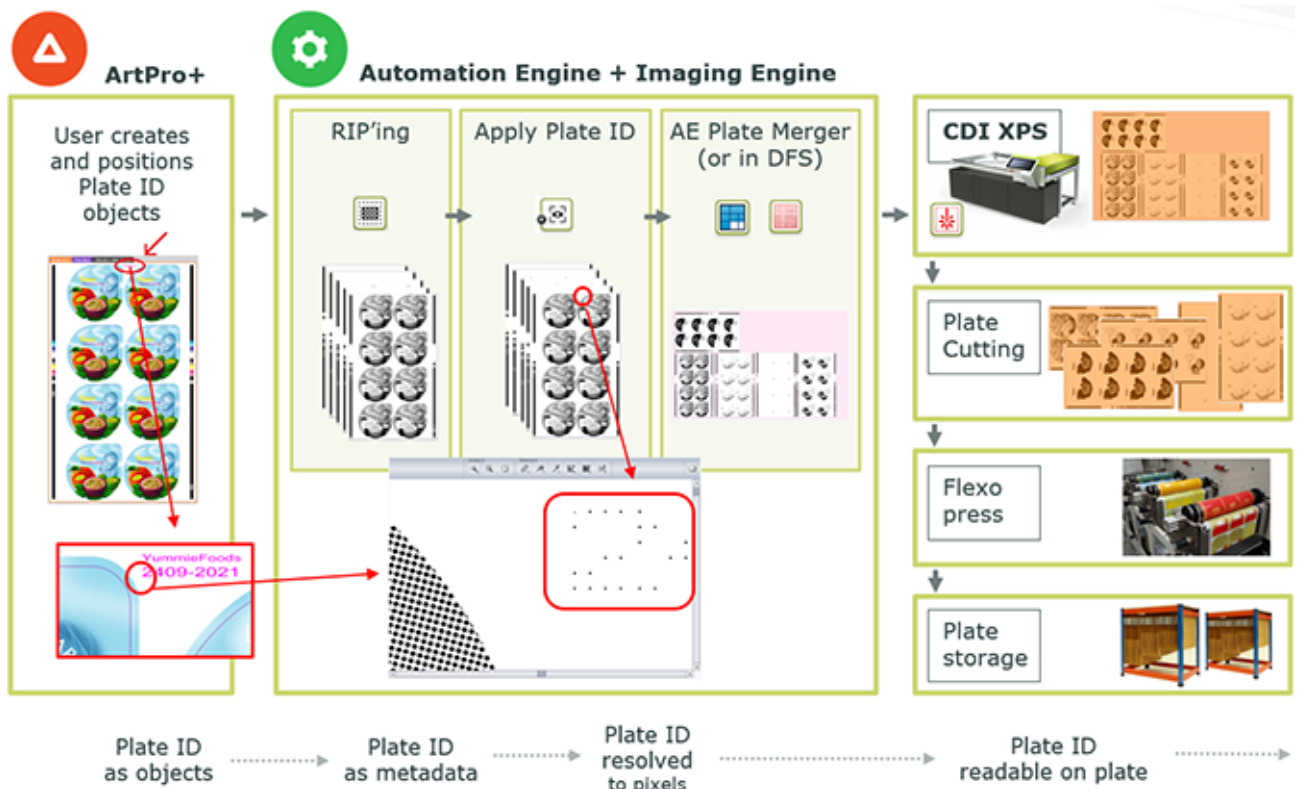 ArtPro+
Automation Engine + Imaging Engine
User creates
and positions
Plate ID
objects
RIP'ing
Apply Plate ID
AE Plate Merger
(or in DFS)
CDI XPS
Plate
Cutting
Flexo
press
Plate
storage
YummieFoods
2409-2021
Plate ID
as objects
Plate ID
as metadata
Plate ID
resolved
to pixels
Plate ID
readable on plate